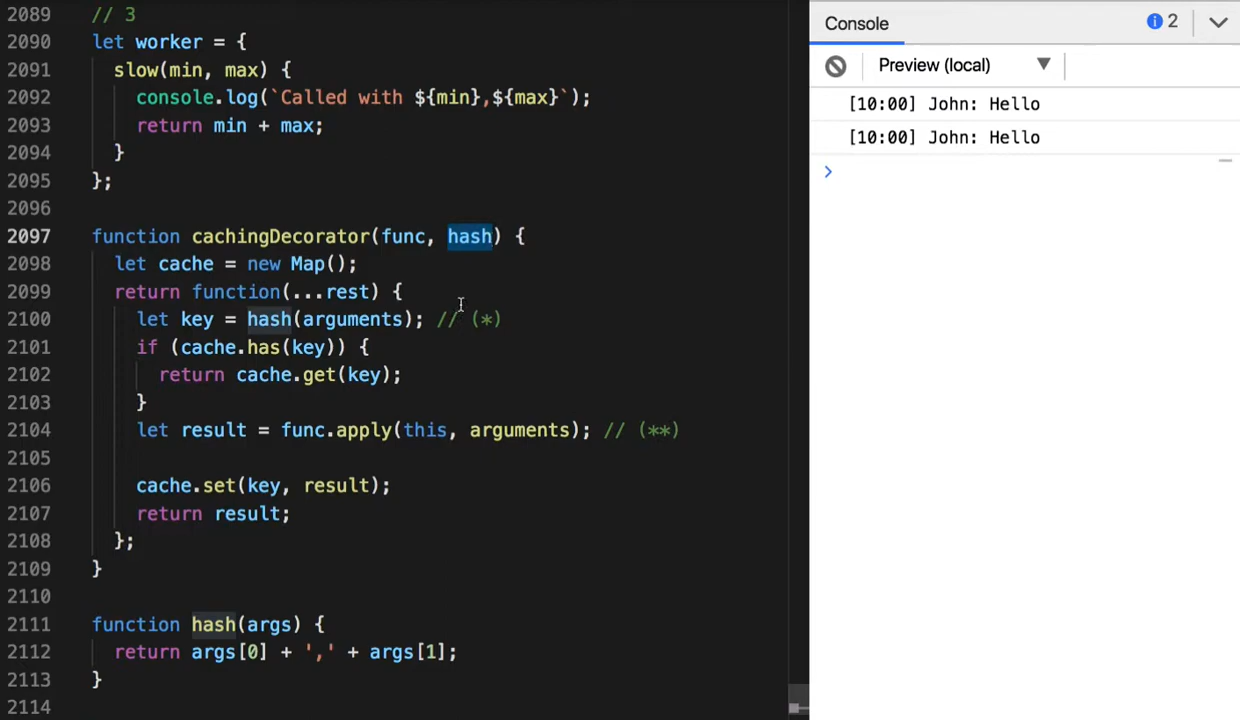 2089 // 3
2090 let worker = {
2091 slow(min, max) {
2092 console.log(`Called with ${min},${max}`);
2093 return min + max;
2094 }
2095 };
2096
2097 function cachingDecorator(func, hash) {
2098 let cache = new Map();
2099 return function(...rest) {
2100 let key = hash(arguments); // (*)
2101 if (cache.has(key)) {
2102 return cache.get(key);
2103 }
2104 let result = func.apply(this, arguments); // (**)
2105
2106 cache.set(key, result);
2107 return result;
2108 };
2109 }
2110
2111 function hash(args) {
2112 return args[0] + ',' + args[1];
2113 }
2114
Console 2
Preview (local)
[10:00] John: Hello
[10:00] John: Hello